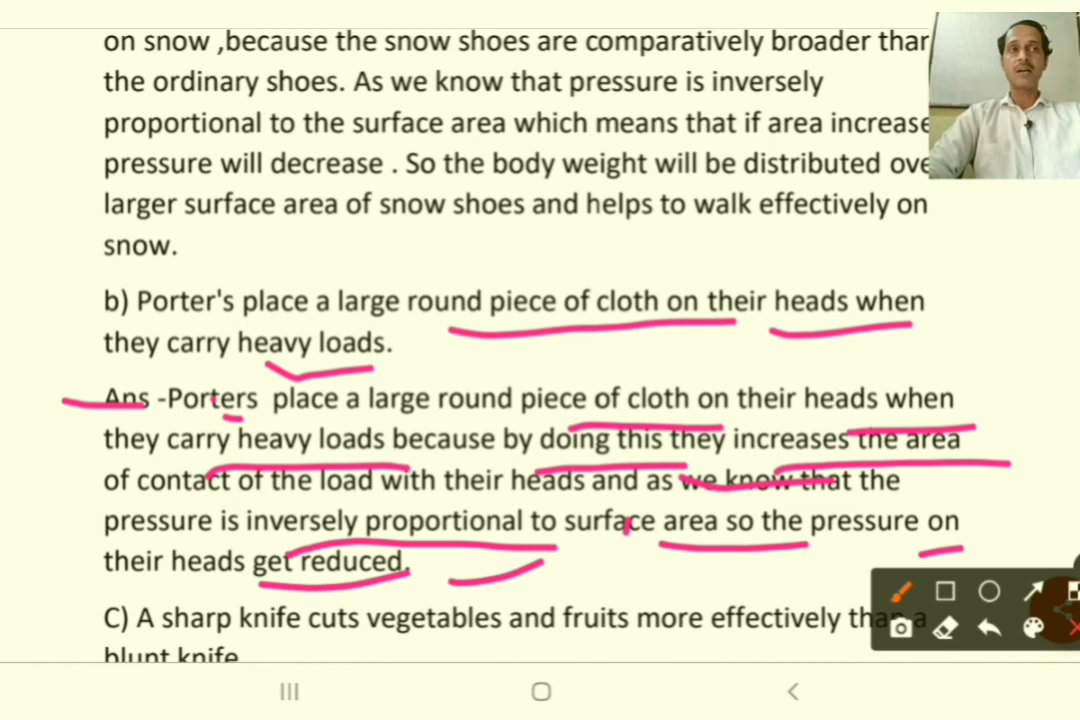 on snow ,because the snow shoes are comparatively broader than
the ordinary shoes. As we know that pressure is inversely
proportional to the surface area which means that if area increase
pressure will decrease . So the body weight will be distributed
larger surface area of snow shoes and helps to walk effectively on
snow.
b) Porter's place a large round piece of cloth on their heads when
they carry heavy loads.
Ans -Porters place a large round piece of cloth on their heads when
they carry heavy loads because by doing this they increases the area
of contact of the load with their heads and as we know that the
pressure is inversely proportional to surface area so the pressure on
their heads get reduced.
C) A sharp knife cuts vegetables and fruits more effectively than a
blunt knife